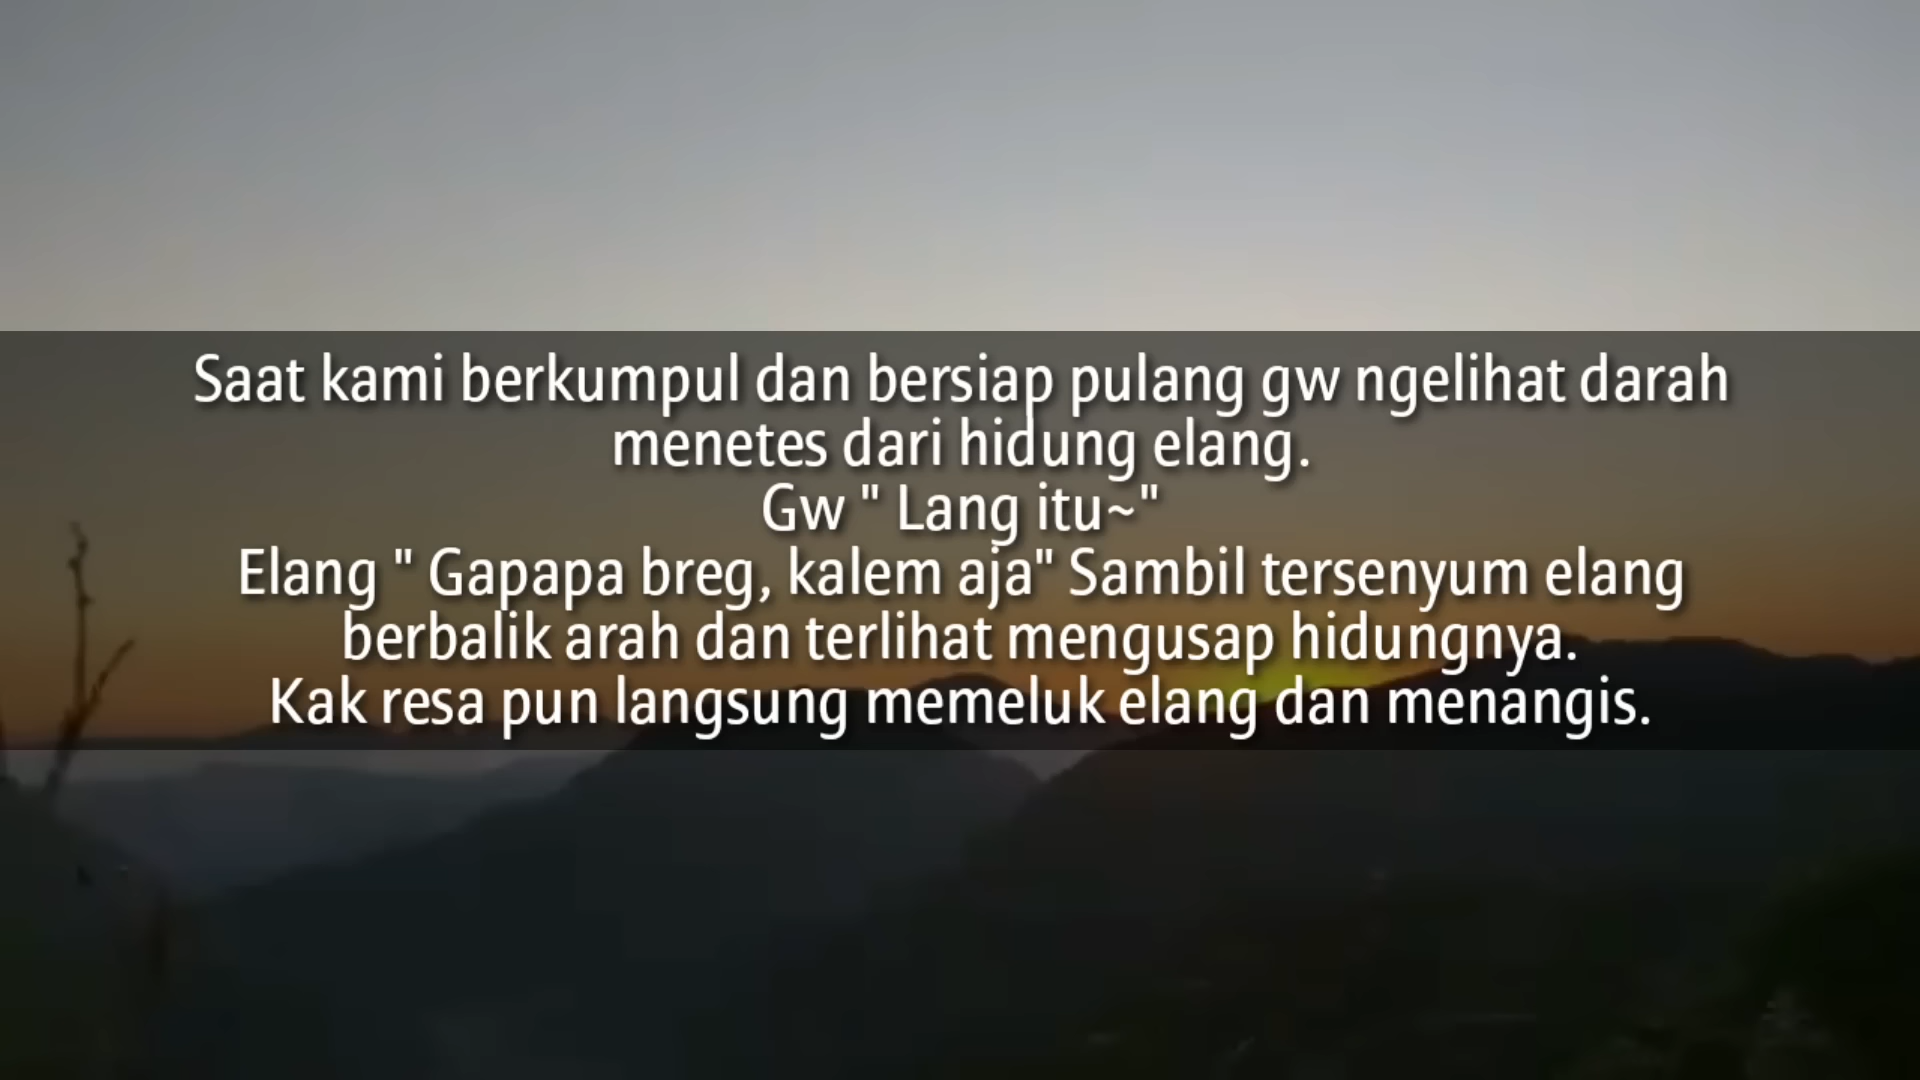 Saat kami berkumpul dan bersiap pulang gw ngelihat darah
menetes dari hidung elang.
Gw " Lang itu~"
Elang " Gapapa breg, kalem aja" Sambil tersenyum elang
berbalik arah dan terlihat mengusap hidungnya.
Kak resa pun langsung memeluk elang dan menangis.